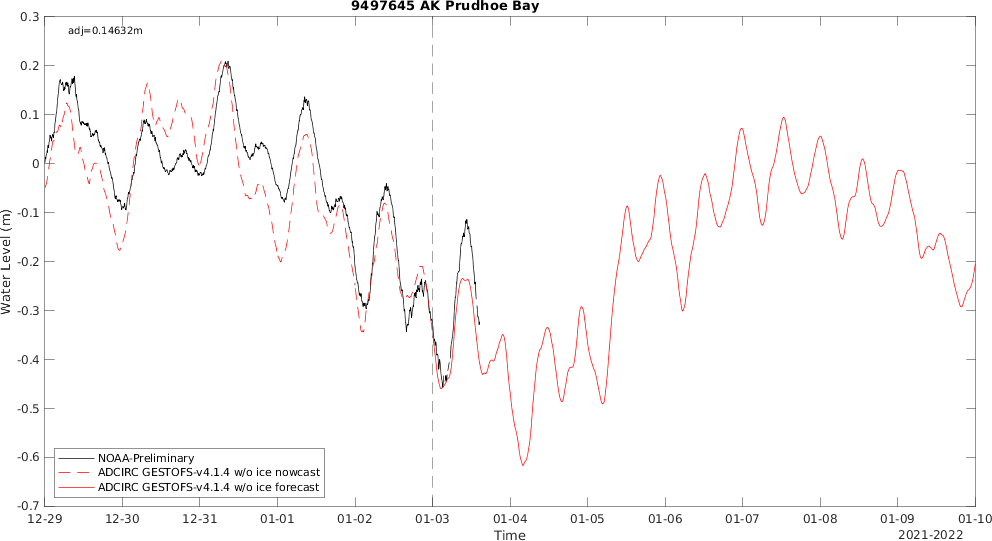 9497645 AK Prudhoe Bay
adj=0.14632m
0.3
0.2
0.1
0
-0.1
-0.2
-0.3
-0.4
-0.5
-0.6
-0.7
Water Level (m)
NOAA-Preliminary
ADCIRC GESTOFS-v4.1.4 w/o ice nowcast
ADCIRC GESTOFS-v4.1.4 w/o ice forecast
12-29 12-30 12-31 01-01 01-02 01-03 01-04 01-05 01-06 01-07 01-08 01-09 01-10
Time
2021-2022